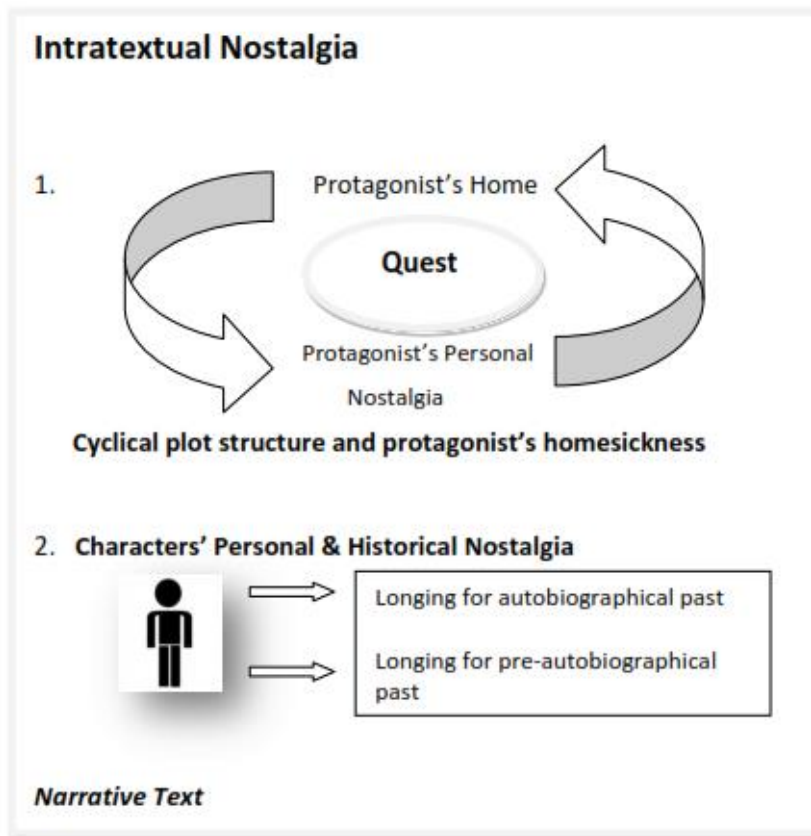 Intratextual Nostalgia
1.
Protagonist's Home
Quest
Protagonist's Personal
Nostalgia
Cyclical plot structure and protagonist's homesickness
2. Characters' Personal & Historical Nostalgia
Longing for autobiographical past
Longing for pre-autobiographical
past
Narrative Text